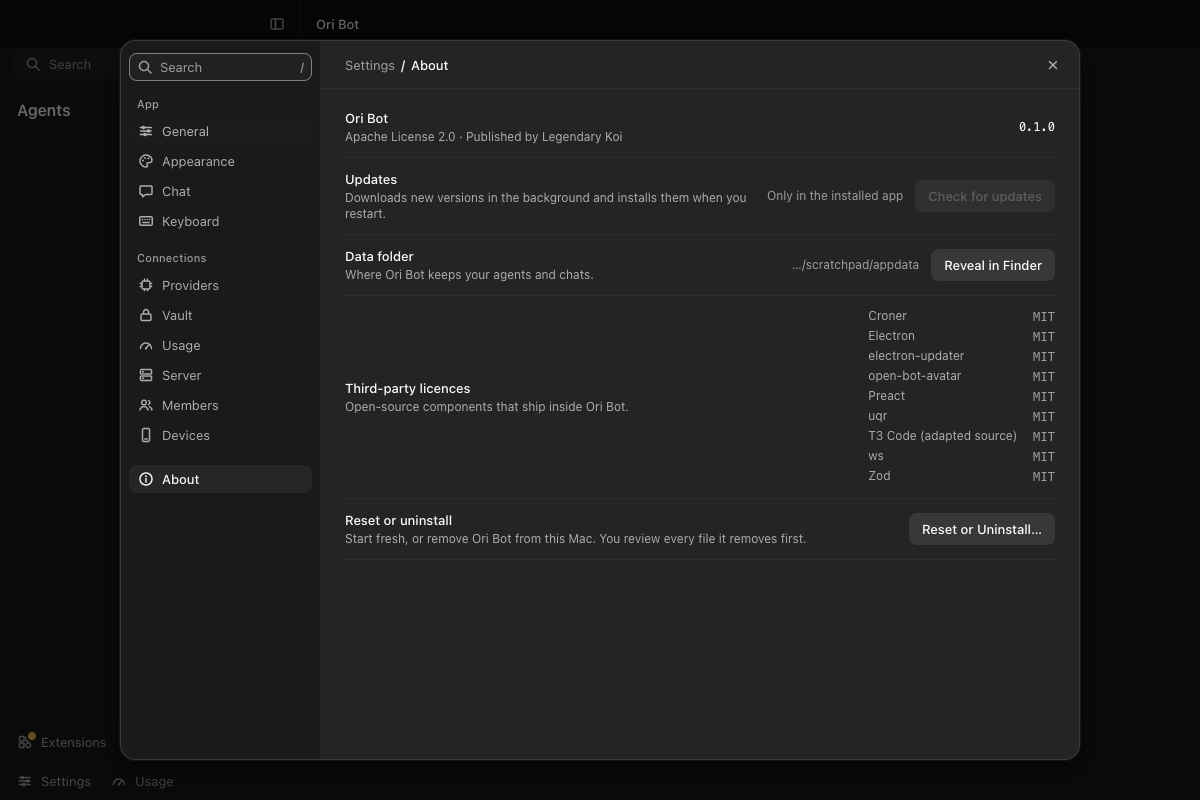 Ori Bot
Search
Agents
Extensions
Settings
Usage
Search /
App
General
Appearance
Chat
Keyboard
Connections
Providers
Vault
Usage
Server
Members
Devices
About
Settings / About
Ori Bot
Apache License 2.0 · Published by Legendary Koi
0.1.0
Updates
Downloads new versions in the background and installs them when you
restart.
Only in the installed app
Check for updates
Data folder
Where Ori Bot keeps your agents and chats.
…/scratchpad/appdata
Reveal in Finder
Third-party licences
Open-source components that ship inside Ori Bot.
Croner MIT
Electron MIT
electron-updater MIT
open-bot-avatar MIT
Preact MIT
uqr MIT
T3 Code (adapted source) MIT
ws MIT
Zod MIT
Reset or uninstall
Start fresh, or remove Ori Bot from this Mac. You review every file it removes first.
Reset or Uninstall…